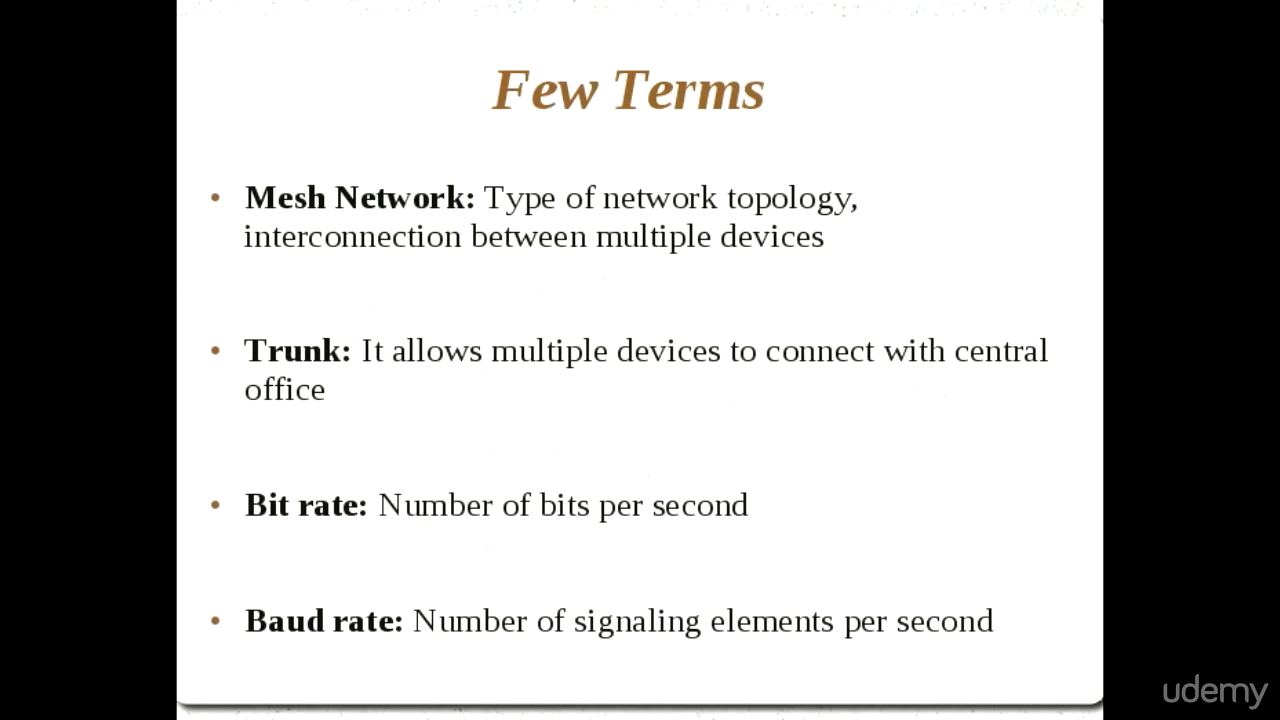 Few Terms
• Mesh Network: Type of network topology,
interconnection between multiple devices
• Trunk: It allows multiple devices to connect with central
office
• Bit rate: Number of bits per second
• Baud rate: Number of signaling elements per second
udemy